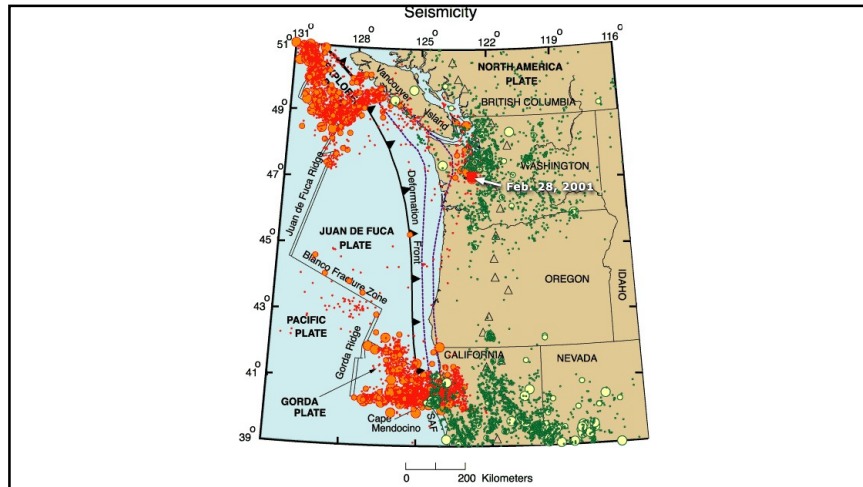 Seismicity
131° 128 125 122 119 116
51°
49°
47°
45°
43°
41°
39°
Vancouver
Island
NORTH AMERICA
PLATE
BRITISH COLUMBIA
WASHINGTON
Feb. 28, 2001
Juan de Fuca Ridge
Deformation
Front
JUAN DE FUCA
PLATE
Blanco Fracture Zone
OREGON
IDAHO
PACIFIC
PLATE
Gorda Ridge
CALIFORNIA
NEVADA
GORDA
PLATE
Cape
Mendocino
SAF
0 200 Kilometers